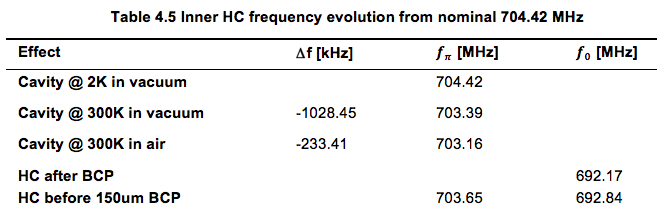 Table 4.5 Inner HC frequency evolution from nominal 704.42 MHz
Effect Δf [kHz] fπ [MHz] f0 [MHz]
Cavity @ 2K in vacuum 704.42
Cavity @ 300K in vacuum -1028.45 703.39
Cavity @ 300K in air -233.41 703.16
HC after BCP 692.17
HC before 150um BCP 703.65 692.84